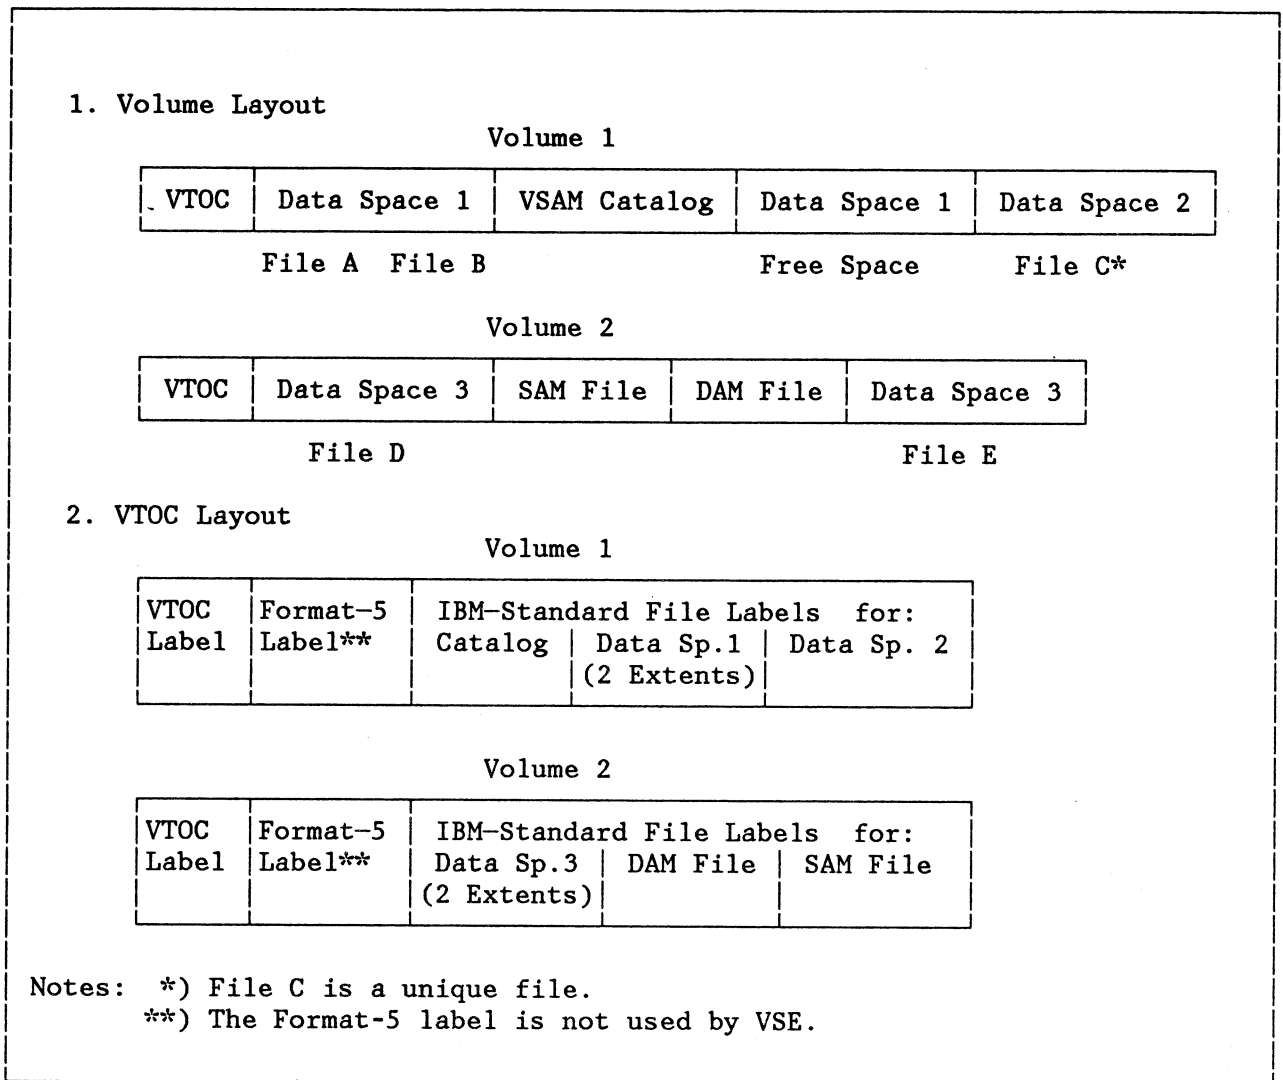 1. Volume Layout
Volume 1
VTOC Data Space 1 VSAM Catalog Data Space 1 Data Space 2
File A File B Free Space File C*
Volume 2
VTOC Data Space 3 SAM File DAM File Data Space 3
File D File E
2. VTOC Layout
Volume 1
VTOC Format-5 IBM-Standard File Labels for:
Label Label** Catalog Data Sp.1 Data Sp. 2
(2 Extents)
Volume 2
VTOC Format-5 IBM-Standard File Labels for:
Label Label** Data Sp.3 DAM File SAM File
(2 Extents)
Notes: *) File C is a unique file.
**) The Format-5 label is not used by VSE.